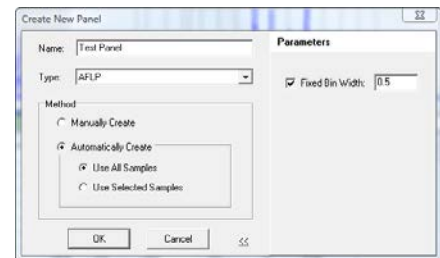 Create New Panel
Name: Test Panel
Type: AFLP
Method
Manually Create
Automatically Create
Use All Samples
Use Selected Samples
OK Cancel <<
Parameters
Fixed Bin Width: 0.5